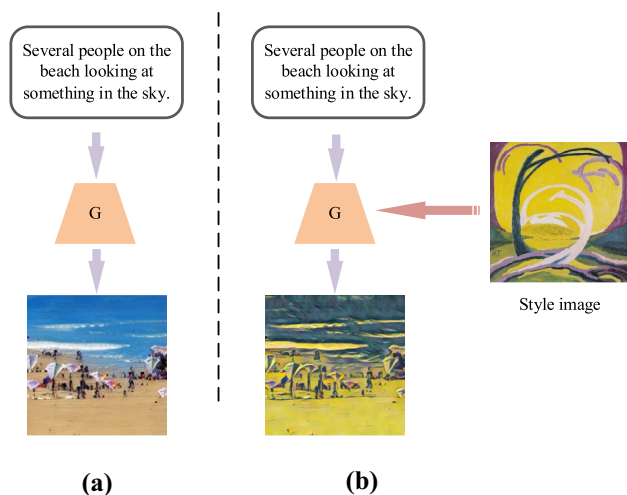 Several people on the
beach looking at
something in the sky.
G
(a)
Several people on the
beach looking at
something in the sky.
G
Style image
(b)